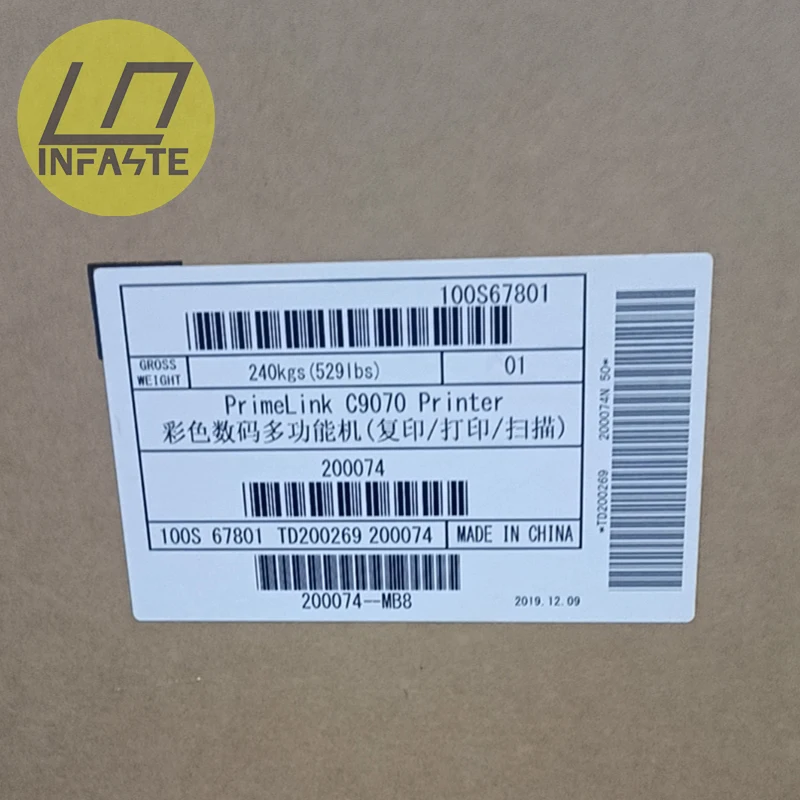 INFASTE
100S67801
GROSS WEIGHT 240kgs(529lbs) 01
PrimeLink C9070 Printer
彩色数码多功能机(复印/打印/扫描)
200074
100S 67801 TD200269 200074 MADE IN CHINA
200074--MB8 2019.12.09
*TD200269 200074N 50*